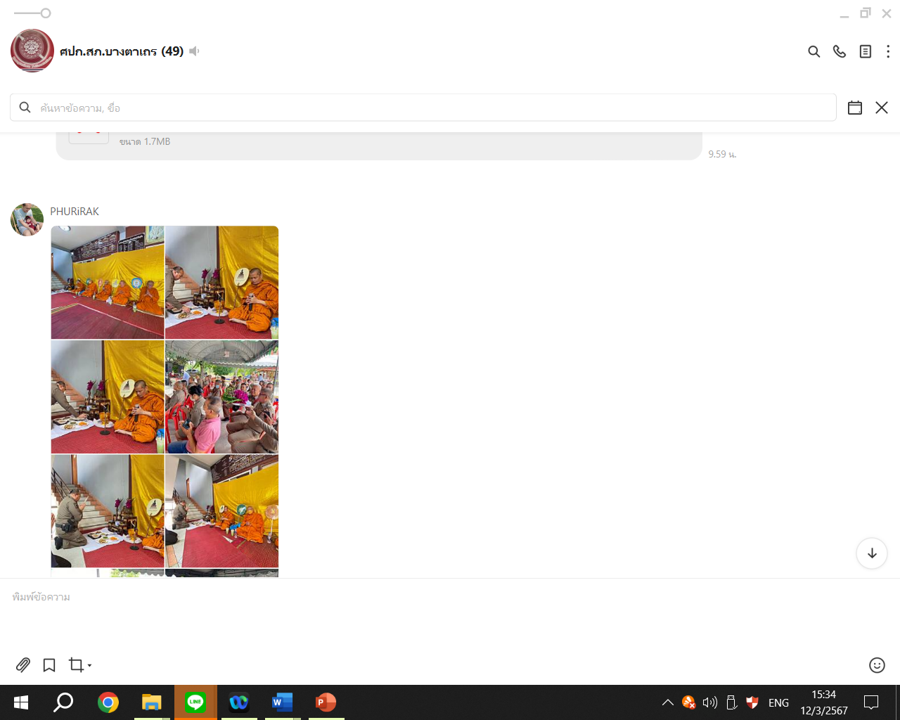 ศปก.สภ.บางตาเถร (49)
ค้นหาข้อความ, ชื่อ
ขนาด 1.7MB
9.59 น.
PHURiRAK
พิมพ์ข้อความ
LINE
W
P
ENG
15:34
12/3/2567